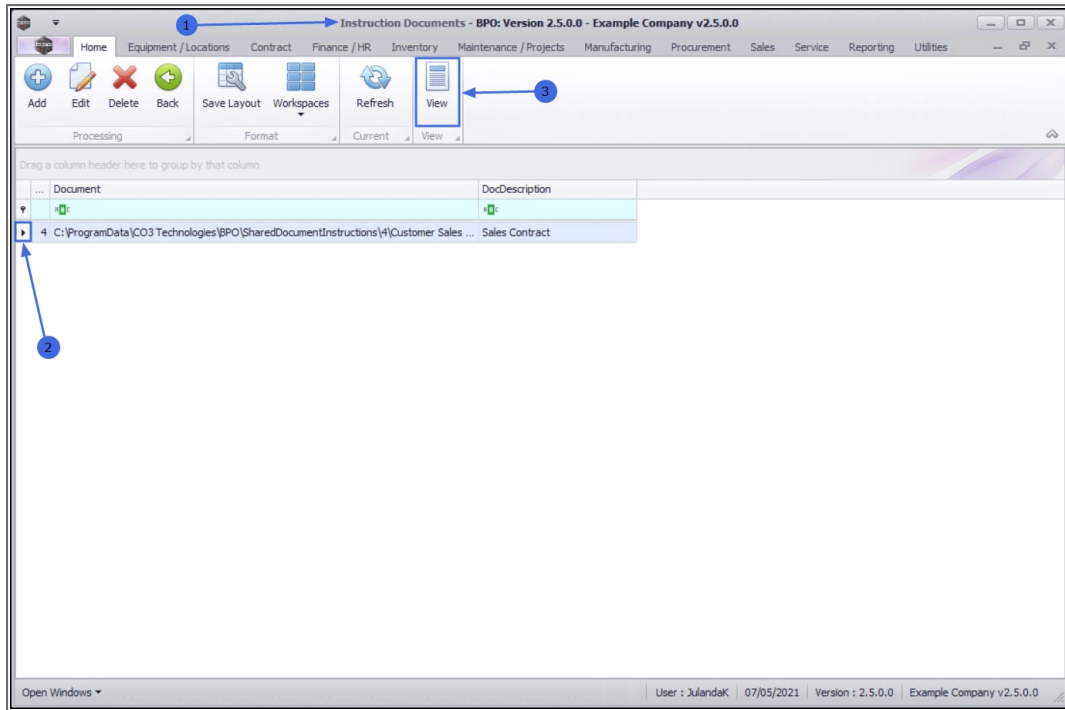 1
Instruction Documents - BPO: Version 2.5.0.0 - Example Company v2.5.0.0
Home Equipment / Locations Contract Finance / HR Inventory Maintenance / Projects Manufacturing Procurement Sales Service Reporting Utilities
Add Edit Delete Back Save Layout Workspaces Refresh View
3
Processing Format Current View
Drag a column header here to group by that column
... Document DocDescription
4 C:\ProgramData\CO3 Technologies\BPO\SharedDocumentInstructions\4\Customer Sales ... Sales Contract
2
Open Windows User : JulandaK 07/05/2021 Version : 2.5.0.0 Example Company v2.5.0.0